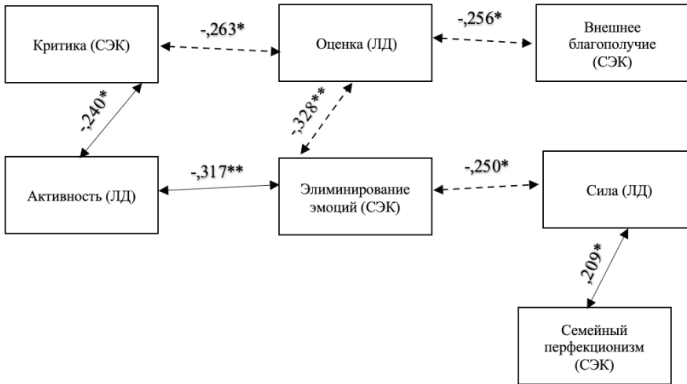 Критика (СЭК)
-,263*
Оценка (ЛД)
-,256*
Внешнее
благополучие
(СЭК)
-,240*
-,328**
Активность (ЛД)
-,317**
Элиминирование
эмоций (СЭК)
-,250*
Сила (ЛД)
,209*
Семейный
перфекционизм
(СЭК)